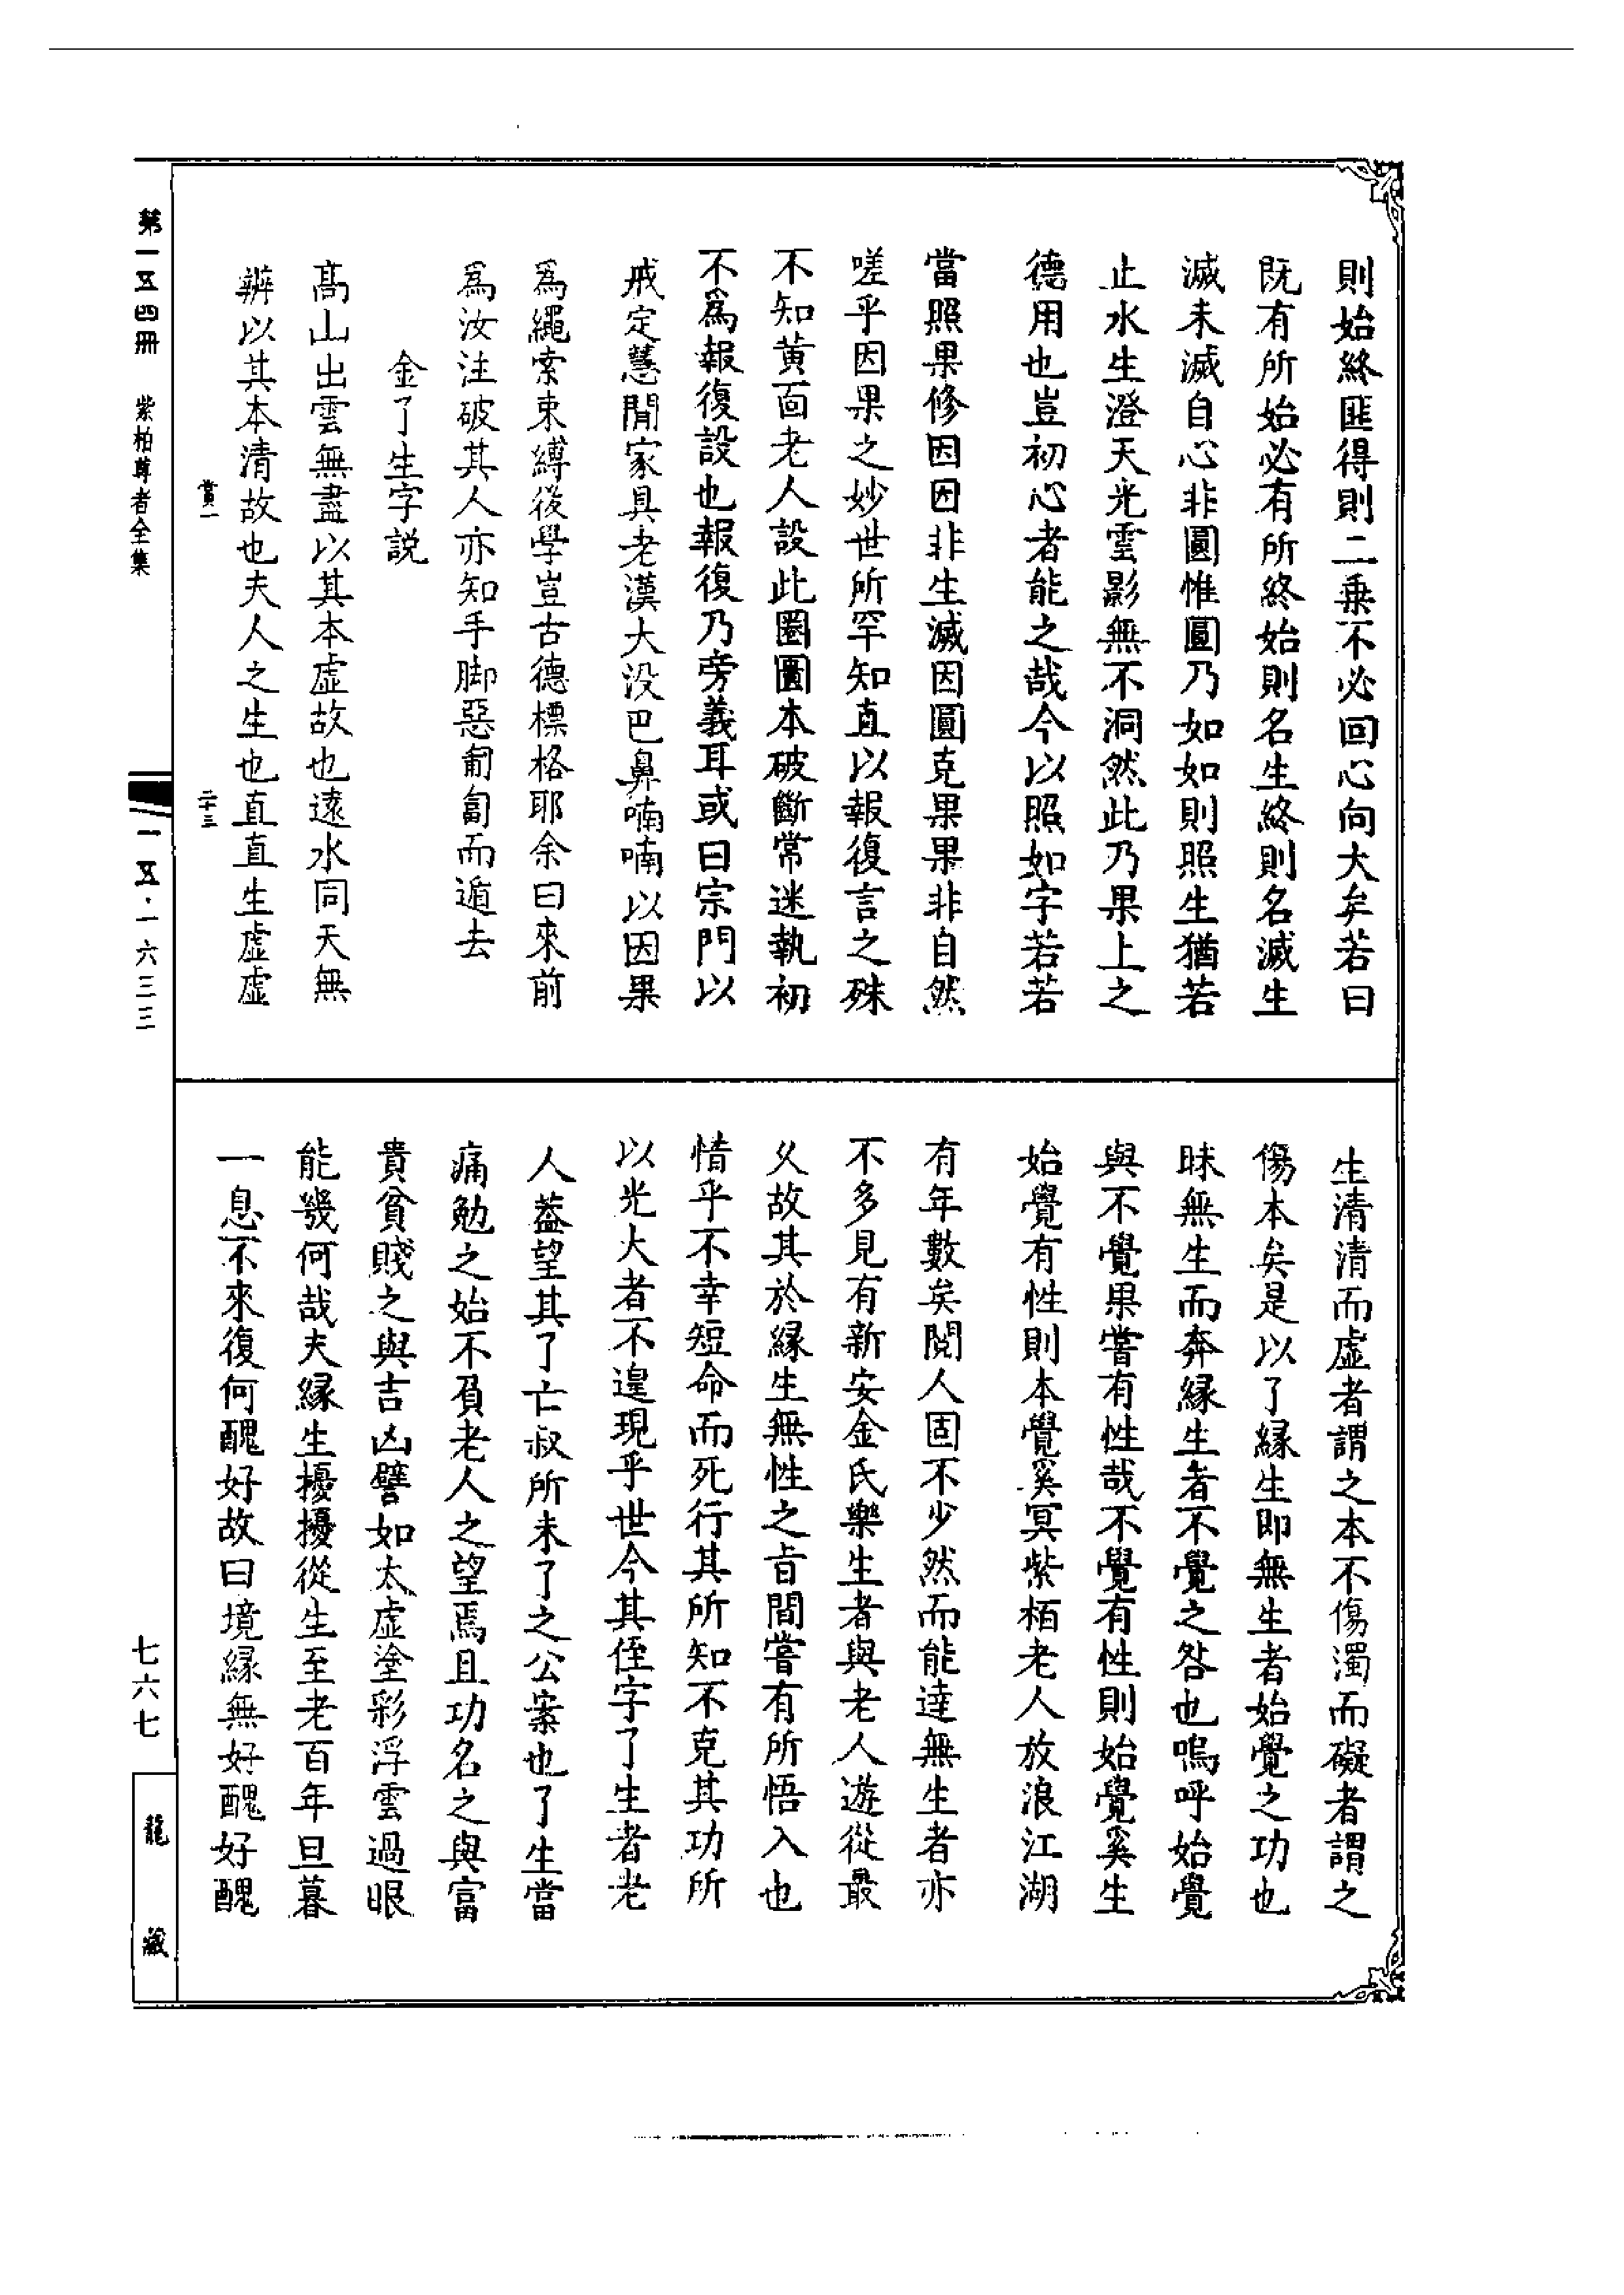 則始終匪得則二乗不必回心向大矣若曰
既有所始必有所終始則名生終則名滅生
滅未滅自心非圓惟圓乃如如則照生猶若
止水生澄天光雲影無不洞然此乃果上之
德用也豈初心者能之哉今以照如字若若
當照果修因因非生滅因圓克果果非自然
嗟乎因果之妙世所罕知直以報復言之殊
不知黄面老人設此圈圚本破斷常迷執初
不爲報復設也報復乃旁義耳或曰宗門以
戒定慧閒家具老漢大没巴鼻喃喃以因果
爲繩索束縛後學豈古德標格耶余曰來前
爲汝注破其人亦知手脚惡匍匐而遁去
金了生字説
髙山出雲無盡以其本虚故也逺水同天無
辨以其本清故也夫人之生也直直生虚虚
賞一 二十三
生清清而虚者謂之本不傷濁而礙者謂之
傷本矣是以了縁生即無生者始覺之功也
昧無生而奔縁生者不覺之咎也嗚呼始覺
與不覺果嘗有性哉不覺有性則始覺奚生
始覺有性則本覺奚冥紫栢老人放浪江湖
有年數矣閱人固不少然而能達無生者亦
不多見有新安金氏樂生者與老人遊從最
久故其於縁生無性之旨間嘗有所悟入也
惜乎不幸短命而死行其所知不克其功所
以光大者不遑現乎世今其侄字了生者老
人葢望其了亡叔所未了之公案也了生當
痛勉之始不負老人之望焉且功名之與富
貴貧賤之與吉凶譬如太虚塗彩浮雲過眼
能幾何哉夫縁生擾擾從生至老百年旦暮
一息不來復何醜好故曰境縁無好醜好醜
第一五四冊 紫柏尊者全集
一五·一六三三
七六七
龍藏